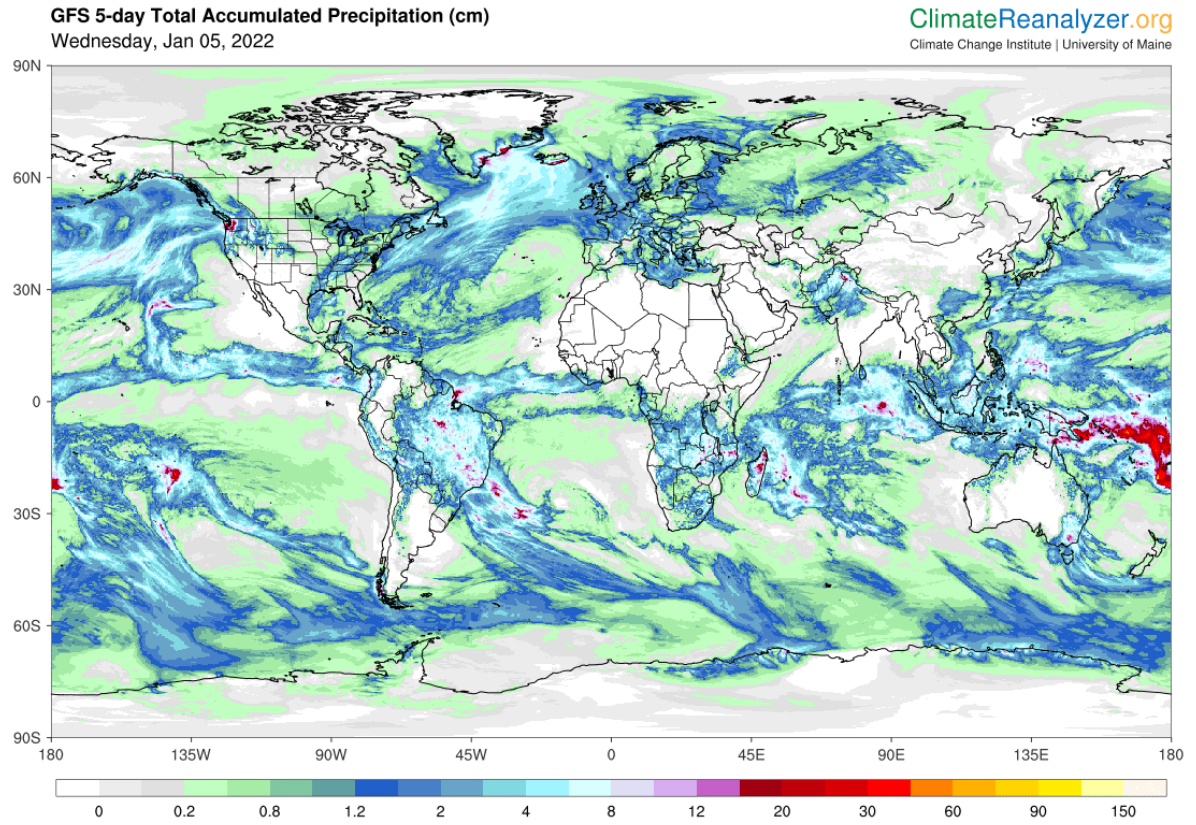 GFS 5-day Total Accumulated Precipitation (cm)
Wednesday, Jan 05, 2022
ClimateReanalyzer.org
Climate Change Institute | University of Maine
90N
60N
30N
0
30S
60S
90S
180 135W 90W 45W 0 45E 90E 135E 180
0 0.2 0.8 1.2 2 4 8 12 20 30 60 90 150